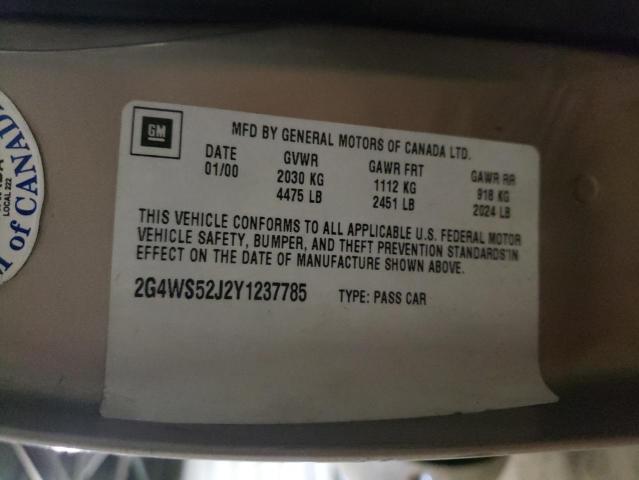 GM
MFD BY GENERAL MOTORS OF CANADA LTD.
DATE GVWR GAWR FRT GAWR RR
01/00 2030 KG 1112 KG 918 KG
4475 LB 2451 LB 2024 LB
THIS VEHICLE CONFORMS TO ALL APPLICABLE U.S. FEDERAL MOTOR
VEHICLE SAFETY, BUMPER, AND THEFT PREVENTION STANDARDS IN
EFFECT ON THE DATE OF MANUFACTURE SHOWN ABOVE.
2G4WS52J2Y1237785 TYPE: PASS CAR
LOCAL 222
of CANADA